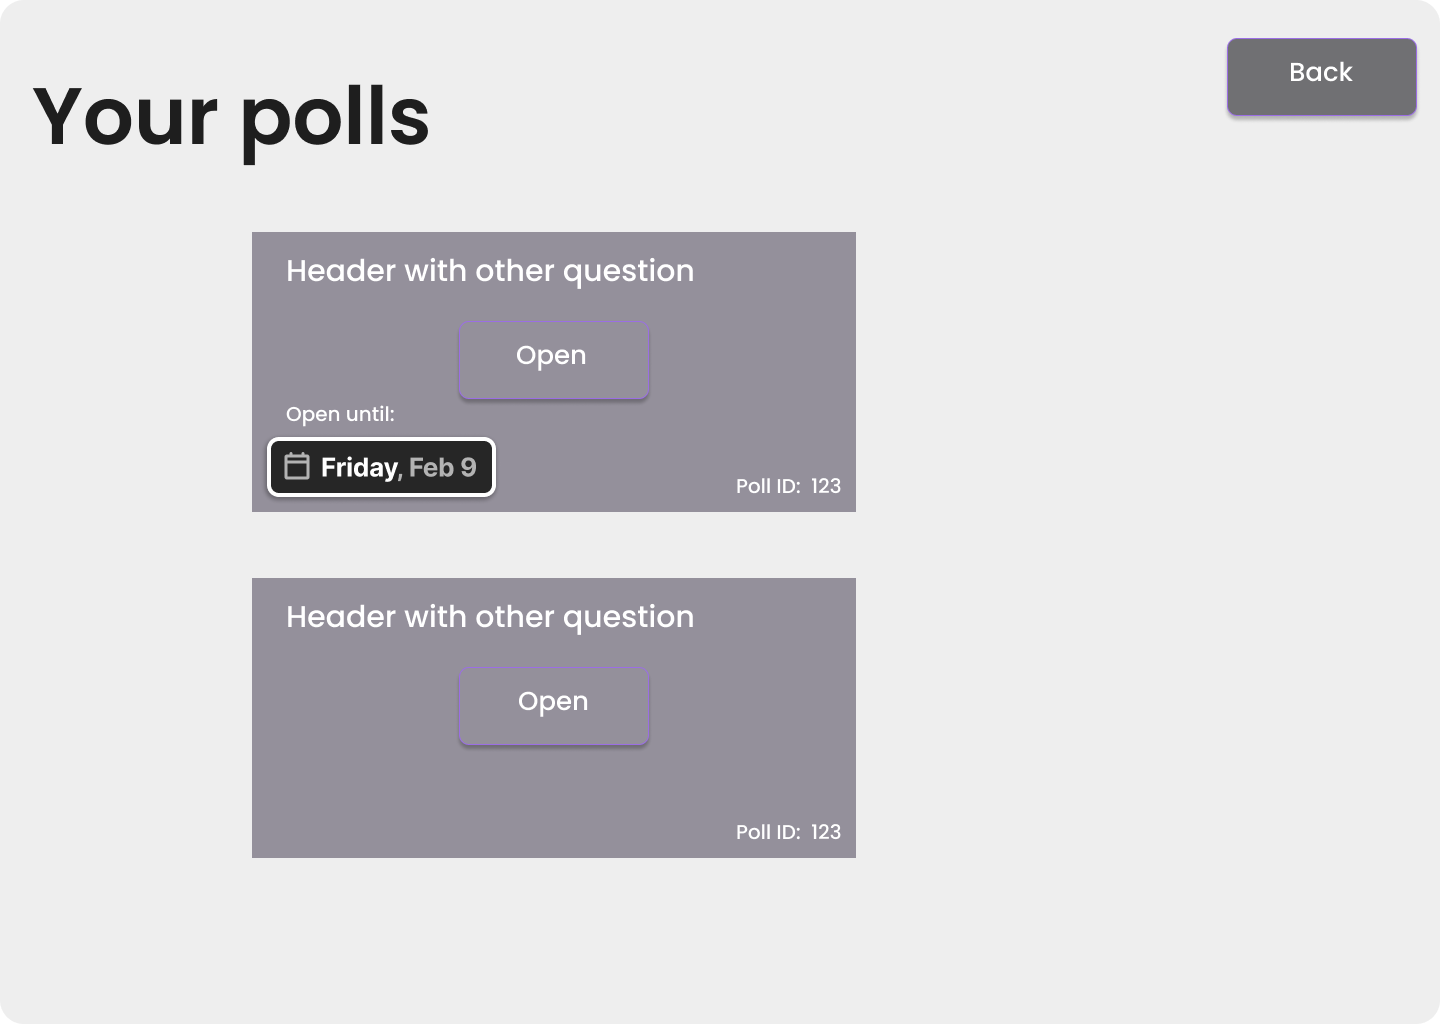 Back
Your polls
Header with other question
Open
Open until:
Friday, Feb 9
Poll ID: 123
Header with other question
Open
Poll ID: 123